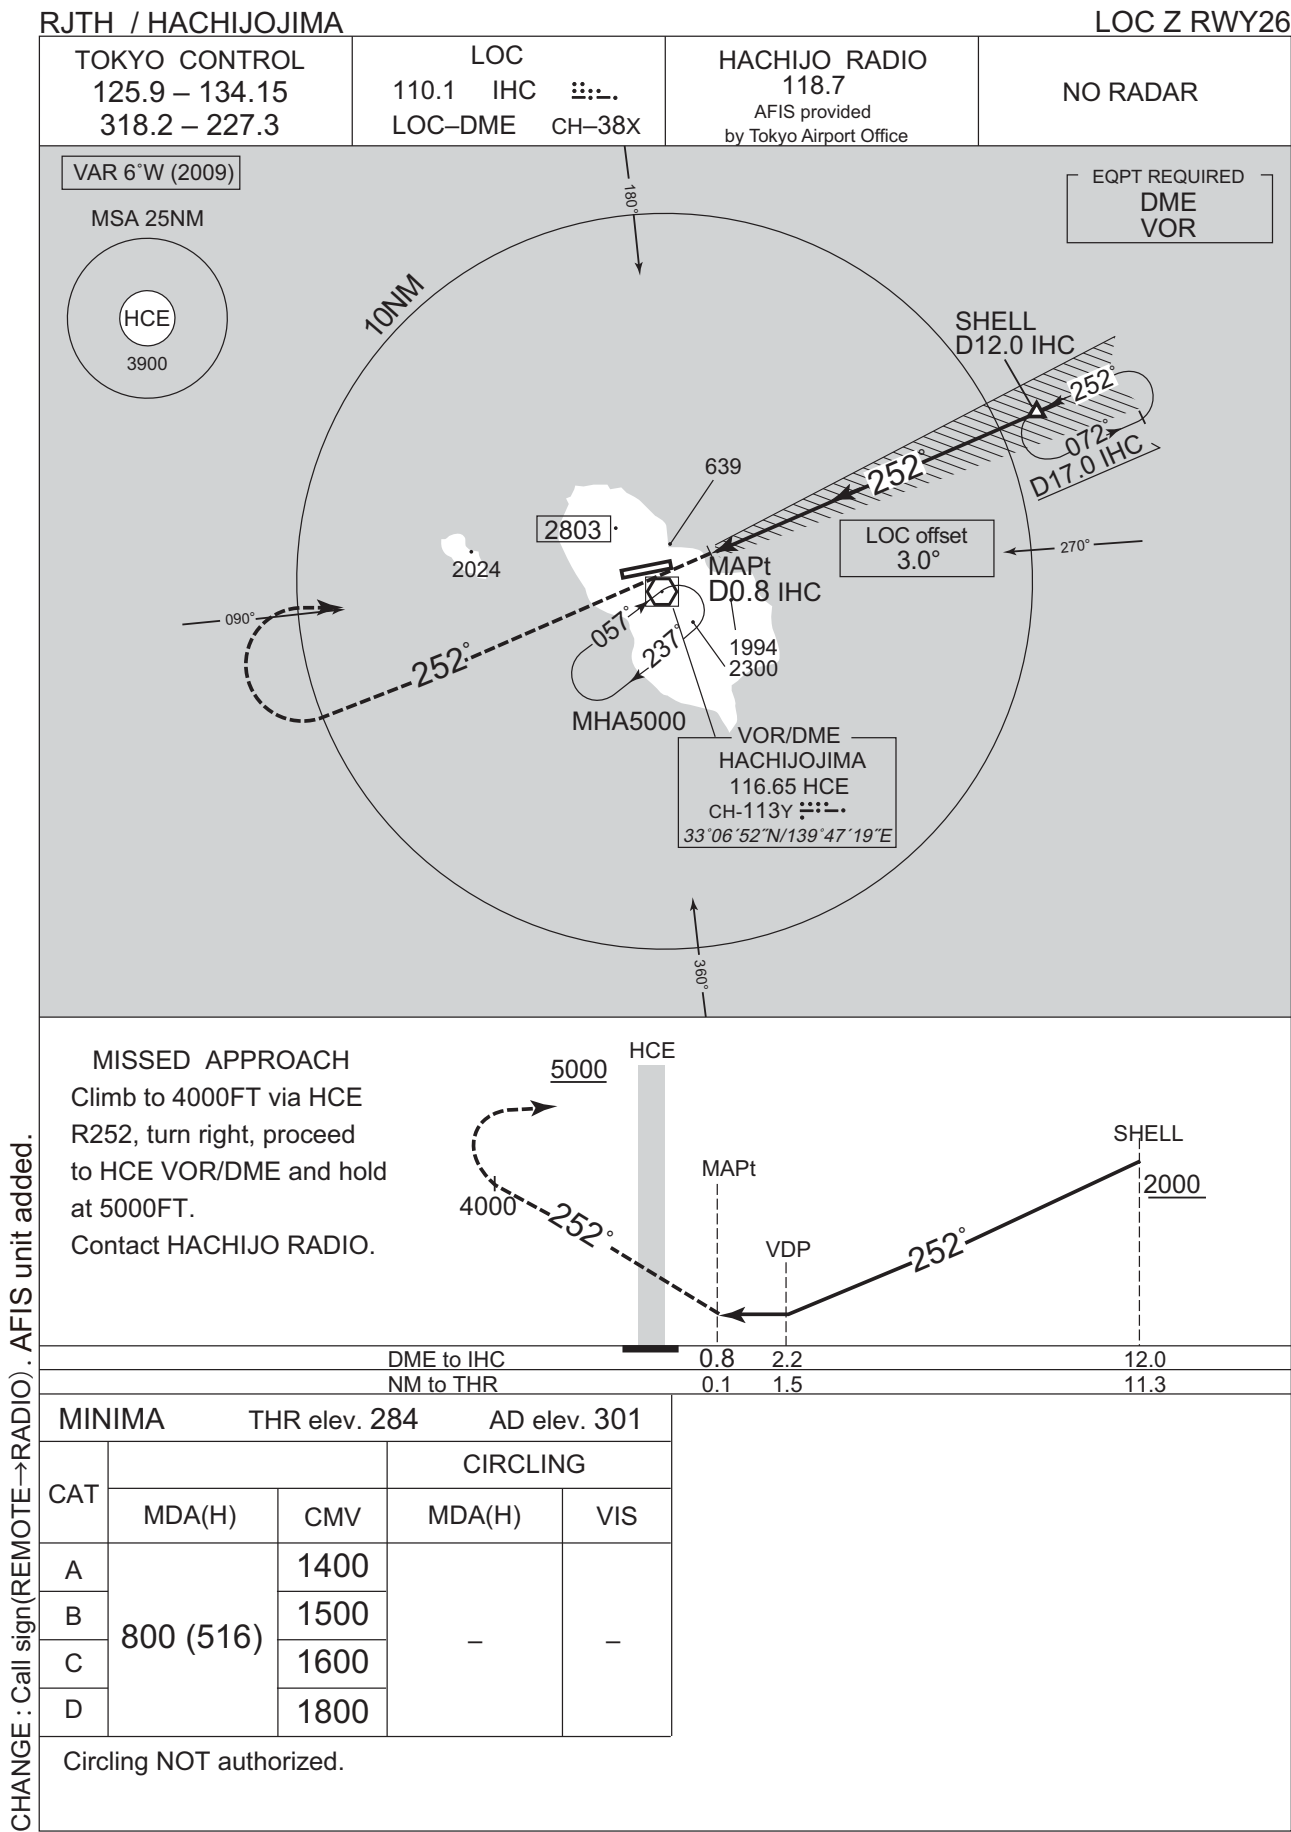 RJTH / HACHIJOJIMA
LOC Z RWY26
TOKYO CONTROL
125.9 – 134.15
318.2 – 227.3
LOC
110.1 IHC
LOC–DME CH–38X
HACHIJO RADIO
118.7
AFIS provided
by Tokyo Airport Office
NO RADAR
VAR 6°W (2009)
MSA 25NM
HCE
3900
EQPT REQUIRED
DME
VOR
180°
10NM
SHELL
D12.0 IHC
252°
072°
D17.0 IHC
252°
639
2803
LOC offset
3.0°
270°
2024
MAPt
D0.8 IHC
090°
057°
237°
252°
1994
2300
MHA5000
VOR/DME
HACHIJOJIMA
116.65 HCE
CH-113Y
33°06′52″N/139°47′19″E
360°
MISSED APPROACH
Climb to 4000FT via HCE
R252, turn right, proceed
to HCE VOR/DME and hold
at 5000FT.
Contact HACHIJO RADIO.
HCE
5000
SHELL
MAPt
2000
4000
252°
VDP
252°
DME to IHC 0.8 2.2 12.0
NM to THR 0.1 1.5 11.3
MINIMA THR elev. 284 AD elev. 301
CAT
CIRCLING
MDA(H) CMV MDA(H) VIS
A 1400
B 1500
800 (516) – –
C 1600
D 1800
Circling NOT authorized.
CHANGE : Call sign(REMOTE→RADIO). AFIS unit added.